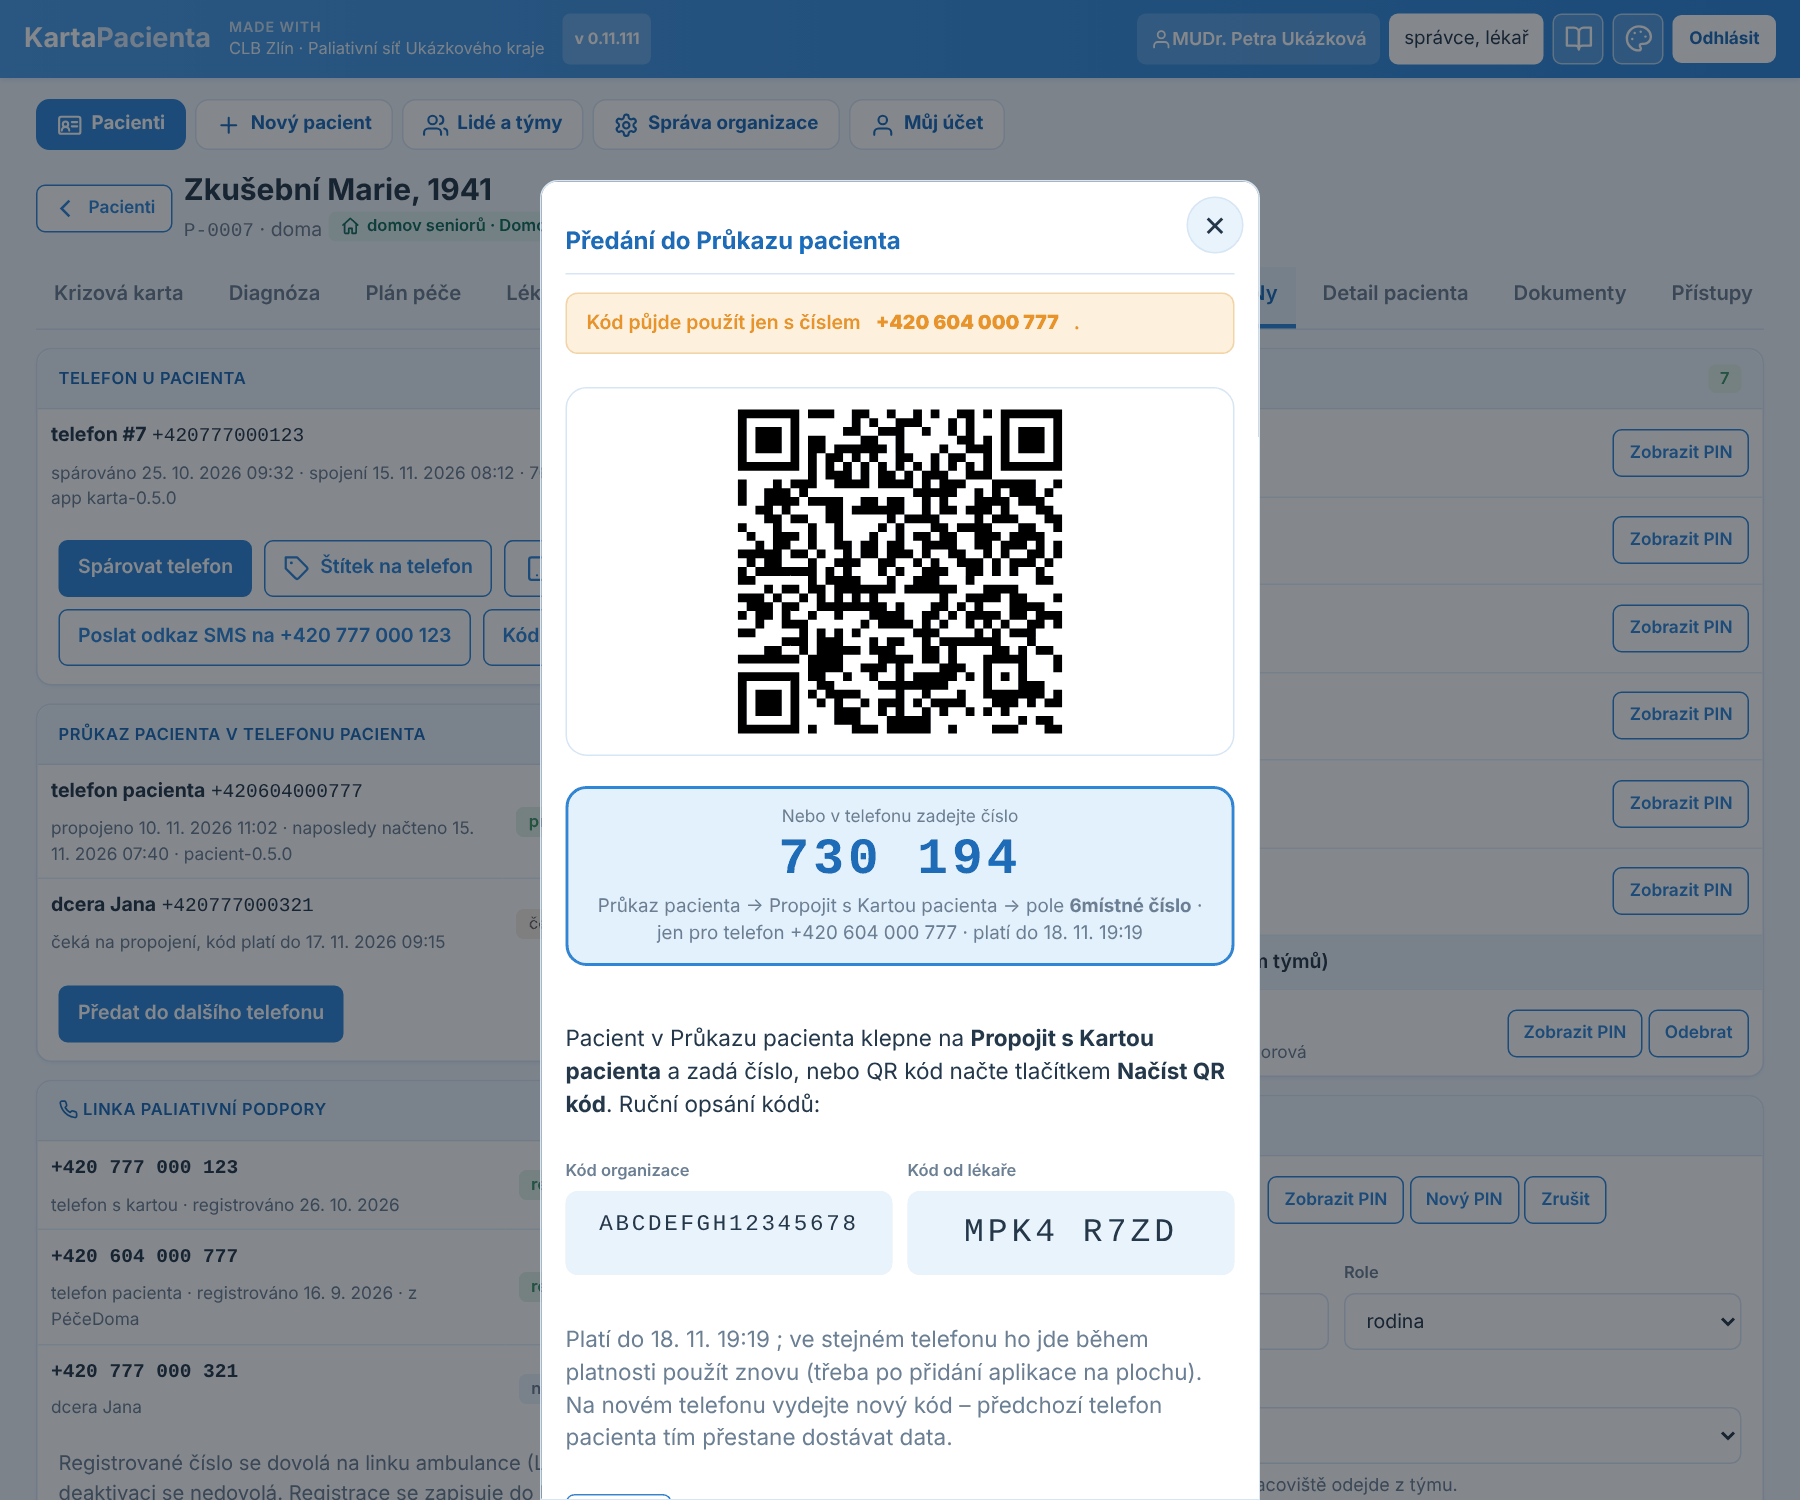 KartaPacienta
MADE WITH
CLB Zlín · Paliativní síť Ukázkového kraje
v 0.11.111
MUDr. Petra Ukázková
správce, lékař
Odhlásit
Pacienti
Nový pacient
Lidé a týmy
Správa organizace
Můj účet
Pacienti
Zkušební Marie, 1941
P-0007 · doma
domov seniorů ·
Krizová karta
Diagnóza
Plán péče
Detail pacienta
Dokumenty
Přístupy
TELEFON U PACIENTA
7
telefon #7 +420777000123
spárováno 25. 10. 2026 09:32 · spojení 15. 11. 2026 08:12 ·
app karta-0.5.0
Spárovat telefon
Štítek na telefon
Poslat odkaz SMS na +420 777 000 123
Kód
Zobrazit PIN
Zobrazit PIN
Zobrazit PIN
Zobrazit PIN
Zobrazit PIN
Zobrazit PIN
PRŮKAZ PACIENTA V TELEFONU PACIENTA
telefon pacienta +420604000777
propojeno 10. 11. 2026 11:02 · naposledy načteno 15.
11. 2026 07:40 · pacient-0.5.0
dcera Jana +420777000321
čeká na propojení, kód platí do 17. 11. 2026 09:15
Předat do dalšího telefonu
týmů)
Zobrazit PIN
Odebrat
LINKA PALIATIVNÍ PODPORY
+420 777 000 123
telefon s kartou · registrováno 26. 10. 2026
+420 604 000 777
telefon pacienta · registrováno 16. 9. 2026 · z
PéčeDoma
+420 777 000 321
dcera Jana
Registrované číslo se dovolá na linku ambulance
deaktivaci se nedovolá. Registrace se zapisuje do
Zobrazit PIN
Nový PIN
Zrušit
Role
rodina
odejde z týmu.
Předání do Průkazu pacienta
Kód půjde použít jen s číslem +420 604 000 777 .
Nebo v telefonu zadejte číslo
730 194
Průkaz pacienta → Propojit s Kartou pacienta → pole 6místné číslo ·
jen pro telefon +420 604 000 777 · platí do 18. 11. 19:19
Pacient v Průkazu pacienta klepne na Propojit s Kartou
pacienta a zadá číslo, nebo QR kód načte tlačítkem Načíst QR
kód. Ruční opsání kódů:
Kód organizace
ABCDEFGH12345678
Kód od lékaře
MPK4 R7ZD
Platí do 18. 11. 19:19 ; ve stejném telefonu ho jde během
platnosti použít znovu (třeba po přidání aplikace na plochu).
Na novém telefonu vydejte nový kód – předchozí telefon
pacienta tím přestane dostávat data.